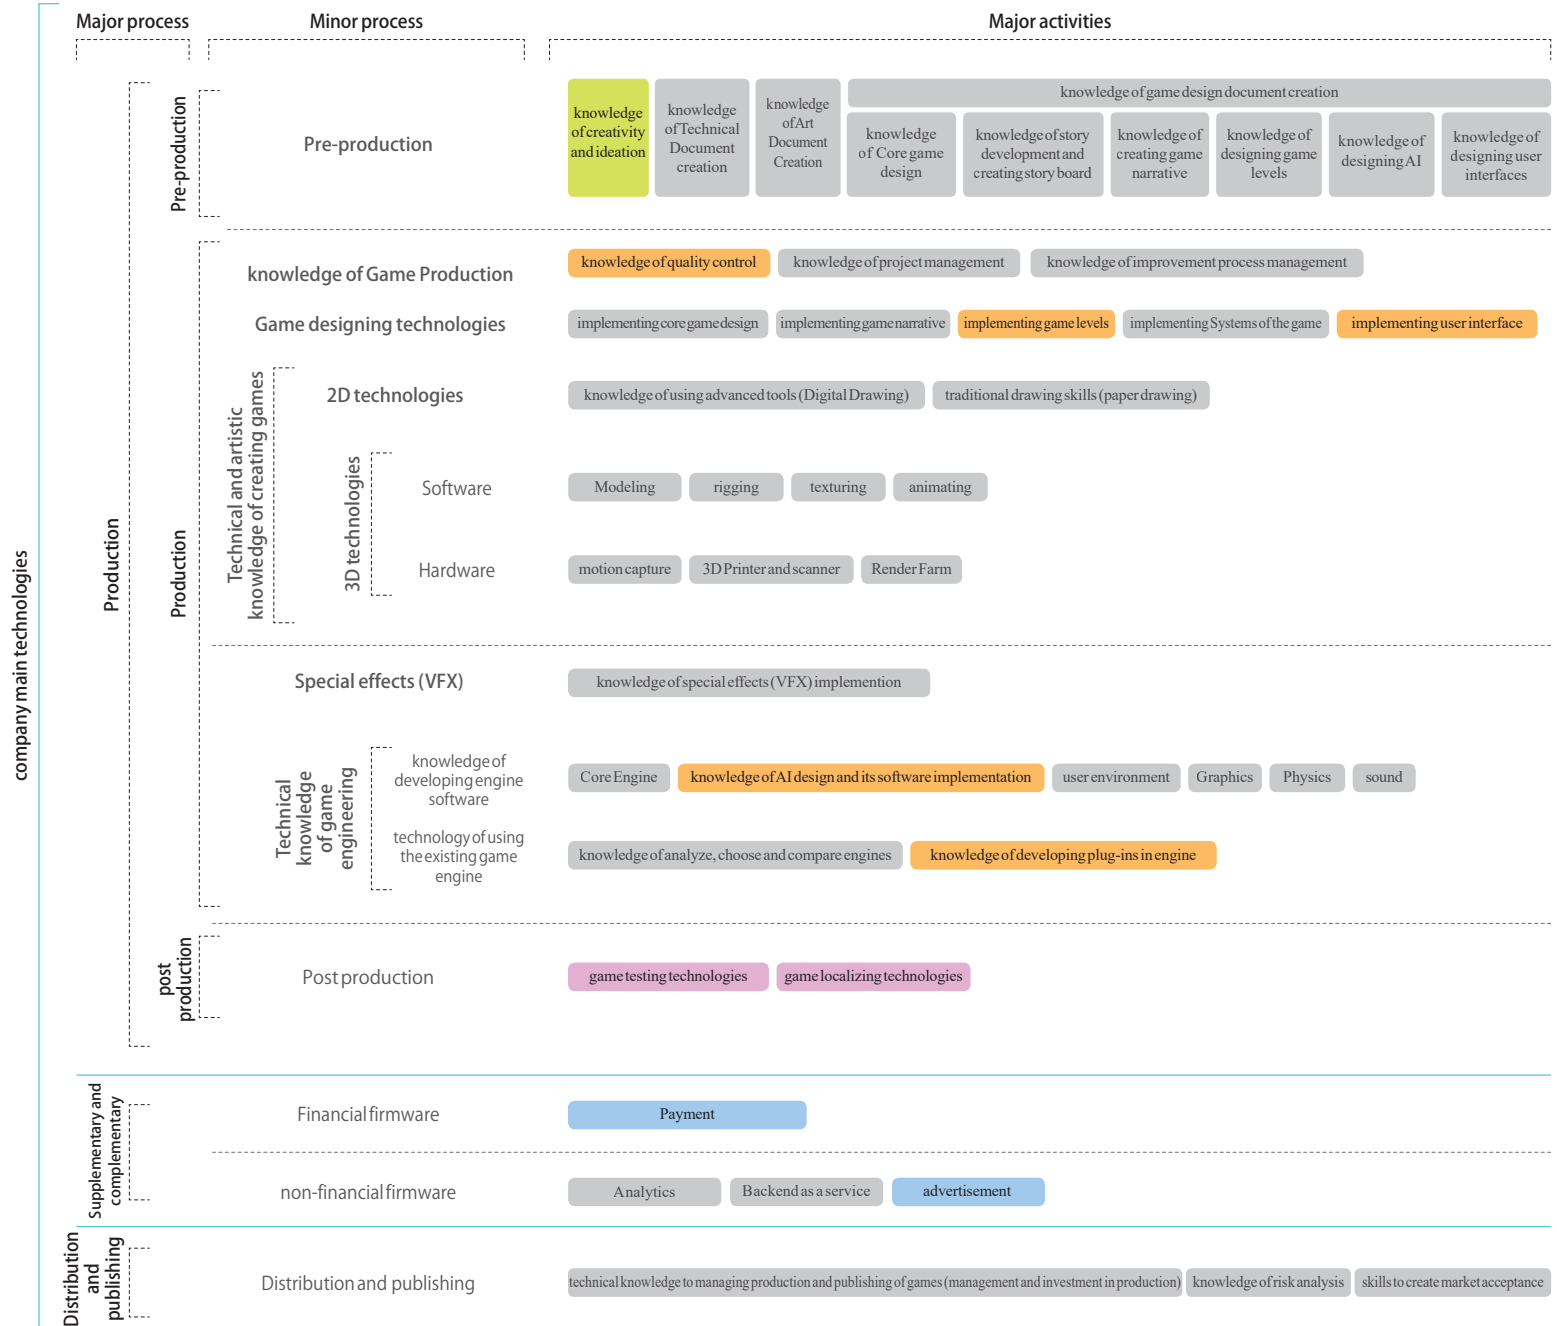 Major process
Minor process
Major activities
company main technologies
Production
Pre-production
Pre-production
knowledge
of creativity
and ideation
knowledge
of Technical
Document
creation
knowledge
of Art
Document
Creation
knowledge of game design document creation
knowledge
of Core game
design
knowledge of story
development and
creating story board
knowledge of
creating game
narrative
knowledge of
designing game
levels
knowledge of
designing AI
knowledge of
designing user
interfaces
Production
knowledge of Game Production
knowledge of quality control
knowledge of project management
knowledge of improvement process management
Game designing technologies
implementing core game design
implementing game narrative
implementing game levels
implementing Systems of the game
implementing user interface
Technical and artistic
knowledge of creating games
2D technologies
knowledge of using advanced tools (Digital Drawing)
traditional drawing skills (paper drawing)
3D technologies
Software
Modeling
rigging
texturing
animating
Hardware
motion capture
3D Printer and scanner
Render Farm
Special effects (VFX)
knowledge of special effects (VFX) implemention
Technical
knowledge
of game
engineering
knowledge of
developing engine
software
Core Engine
knowledge of AI design and its software implementation
user environment
Graphics
Physics
sound
technology of using
the existing game
engine
knowledge of analyze, choose and compare engines
knowledge of developing plug-ins in engine
post
production
Post production
game testing technologies
game localizing technologies
Supplementary and
complementary
Financial firmware
Payment
non-financial firmware
Analytics
Backend as a service
advertisement
Distribution
and
publishing
Distribution and publishing
technical knowledge to managing production and publishing of games (management and investment in production)
knowledge of risk analysis
skills to create market acceptance